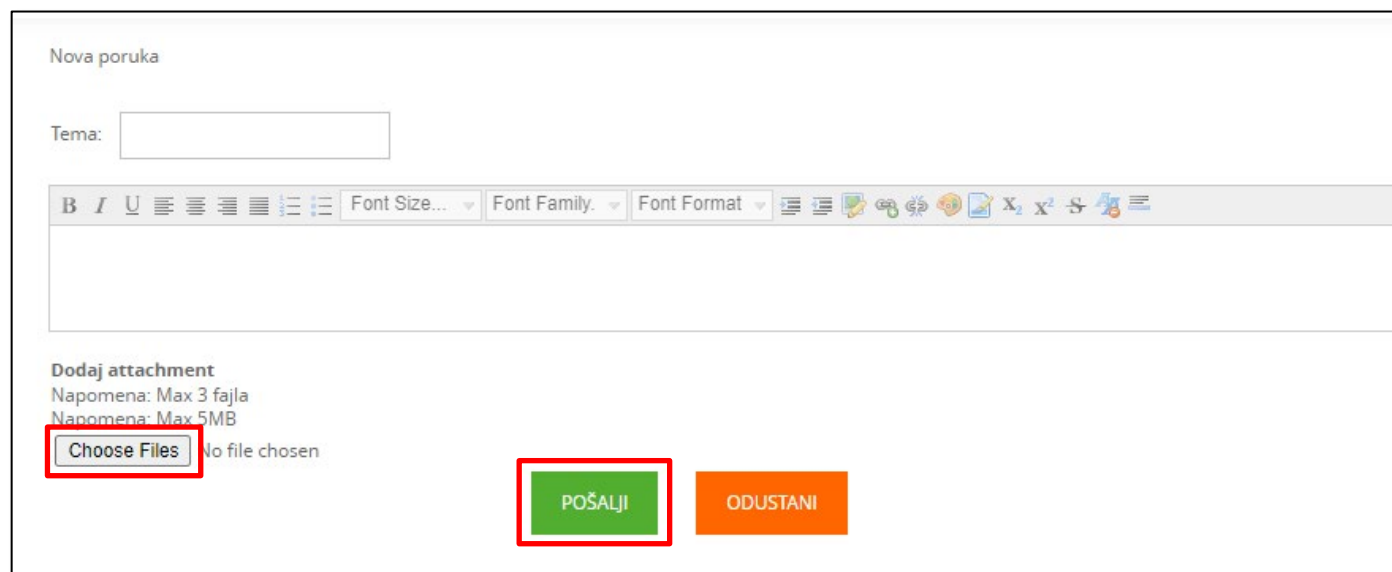 Nova poruka
Tema:
B I U Font Size... Font Family. Font Format X₂ X² S
Dodaj attachment
Napomena: Max 3 fajla
Napomena: Max 5MB
Choose Files No file chosen
POŠALJI ODUSTANI